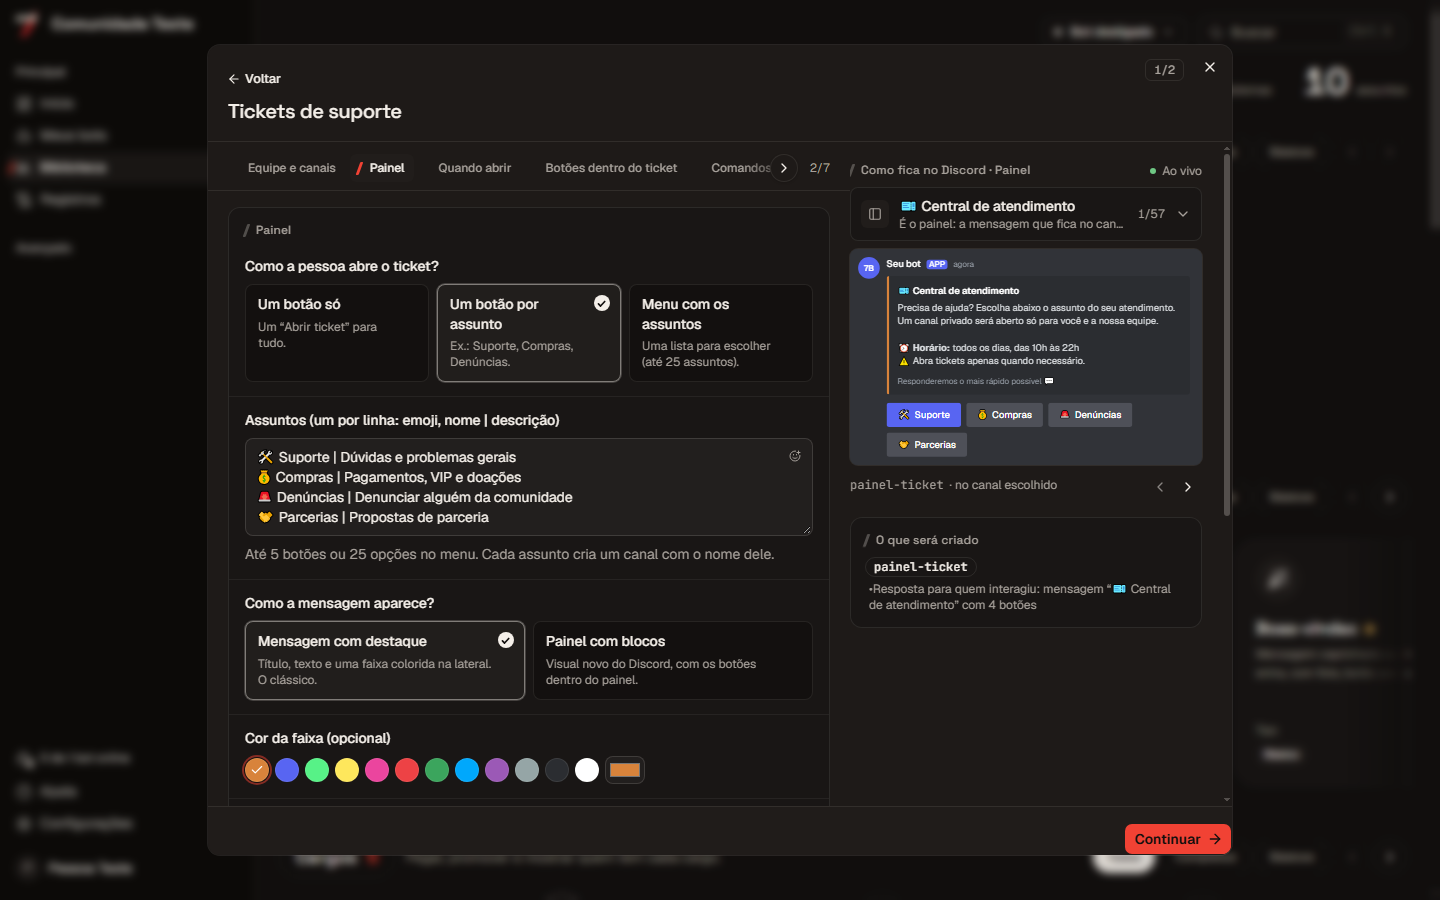 Comunidade Teste
Voltar
1/2
Tickets de suporte
Equipe e canais
Painel
Quando abrir
Botões dentro do ticket
Comandos
2/7
Painel
Como a pessoa abre o ticket?
Um botão só
Um “Abrir ticket” para
tudo.
Um botão por
assunto
Ex.: Suporte, Compras,
Denúncias.
Menu com os
assuntos
Uma lista para escolher
(até 25 assuntos).
Assuntos (um por linha: emoji, nome | descrição)
🛠️ Suporte | Dúvidas e problemas gerais
💰 Compras | Pagamentos, VIP e doações
🚨 Denúncias | Denunciar alguém da comunidade
🤝 Parcerias | Propostas de parceria
Até 5 botões ou 25 opções no menu. Cada assunto cria um canal com o nome dele.
Como a mensagem aparece?
Mensagem com destaque
Título, texto e uma faixa colorida na lateral.
O clássico.
Painel com blocos
Visual novo do Discord, com os botões
dentro do painel.
Cor da faixa (opcional)
Como fica no Discord · Painel
Ao vivo
🎫 Central de atendimento
É o painel: a mensagem que fica no can...
1/57
7B
Seu bot APP agora
🎫 Central de atendimento
Precisa de ajuda? Escolha abaixo o assunto do seu atendimento.
Um canal privado será aberto só para você e a nossa equipe.
⏰ Horário: todos os dias, das 10h às 22h
⚠️ Abra tickets apenas quando necessário.
Responderemos o mais rápido possível 💬
🛠️ Suporte
💰 Compras
🚨 Denúncias
🤝 Parcerias
painel-ticket · no canal escolhido
O que será criado
painel-ticket
•Resposta para quem interagiu: mensagem “🎫 Central
de atendimento” com 4 botões
Continuar
10
Biblioteca
Configurações